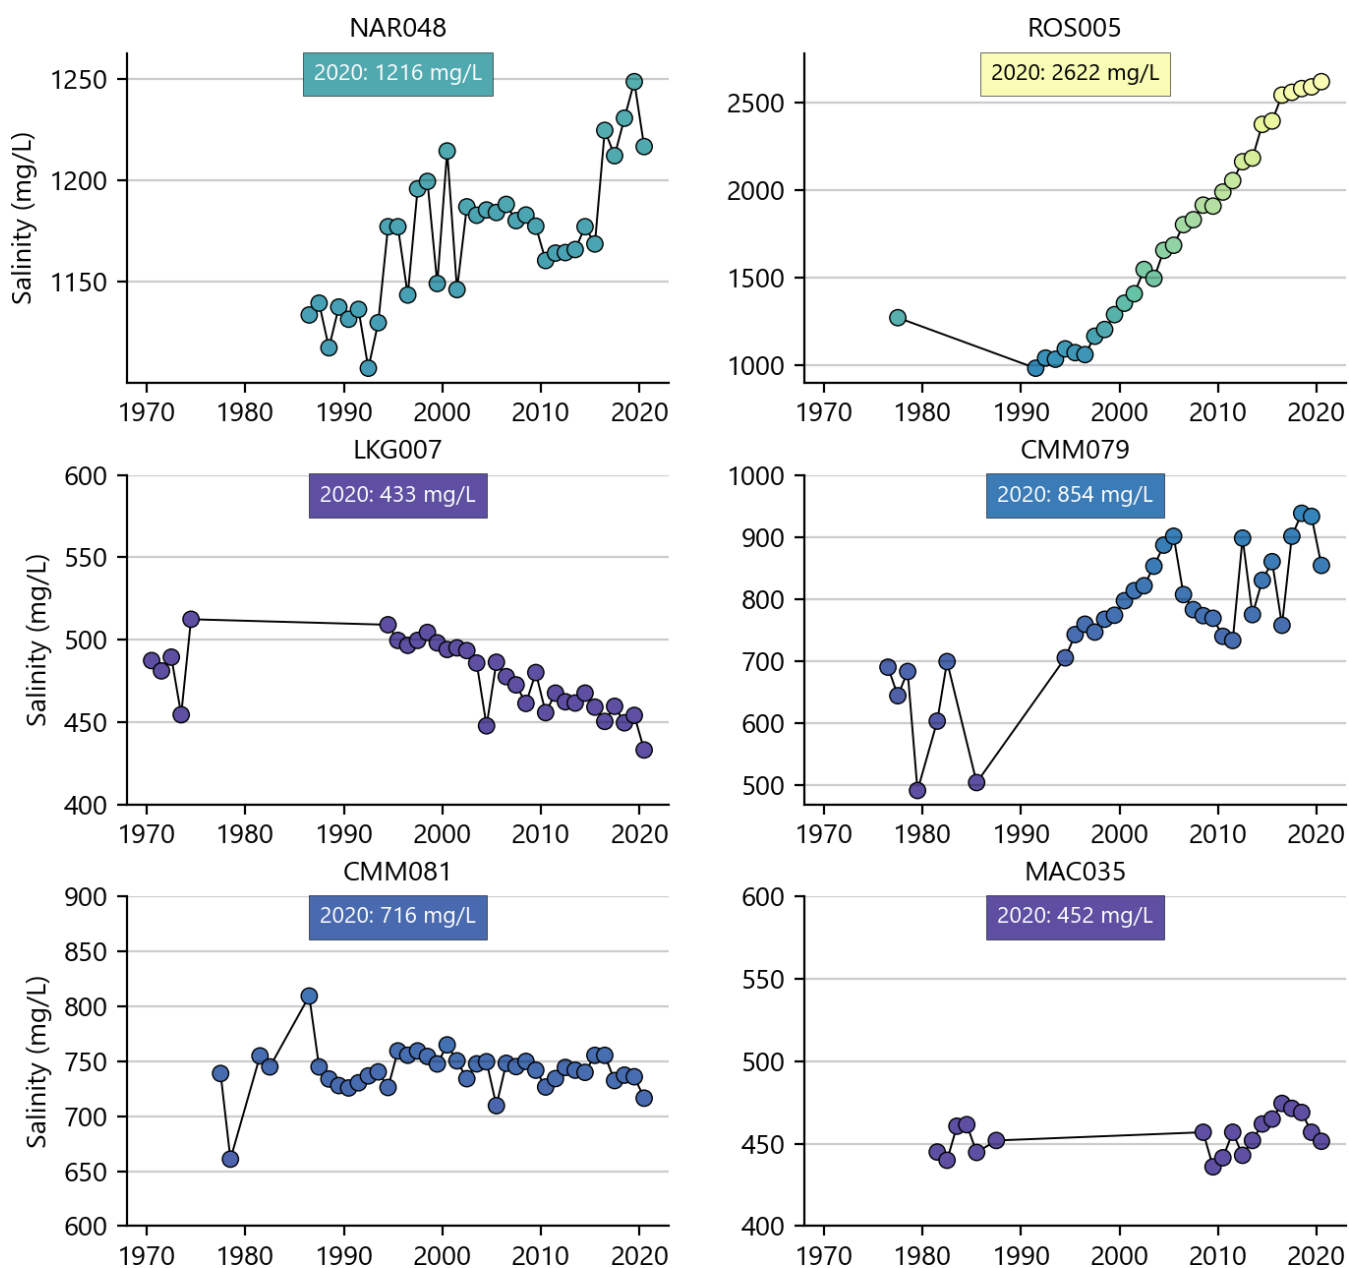 NAR048
2020: 1216 mg/L
Salinity (mg/L)
1250
1200
1150
1970 1980 1990 2000 2010 2020
ROS005
2020: 2622 mg/L
2500
2000
1500
1000
1970 1980 1990 2000 2010 2020
LKG007
2020: 433 mg/L
Salinity (mg/L)
600
550
500
450
400
1970 1980 1990 2000 2010 2020
CMM079
2020: 854 mg/L
1000
900
800
700
600
500
1970 1980 1990 2000 2010 2020
CMM081
2020: 716 mg/L
Salinity (mg/L)
900
850
800
750
700
650
600
1970 1980 1990 2000 2010 2020
MAC035
2020: 452 mg/L
600
550
500
450
400
1970 1980 1990 2000 2010 2020